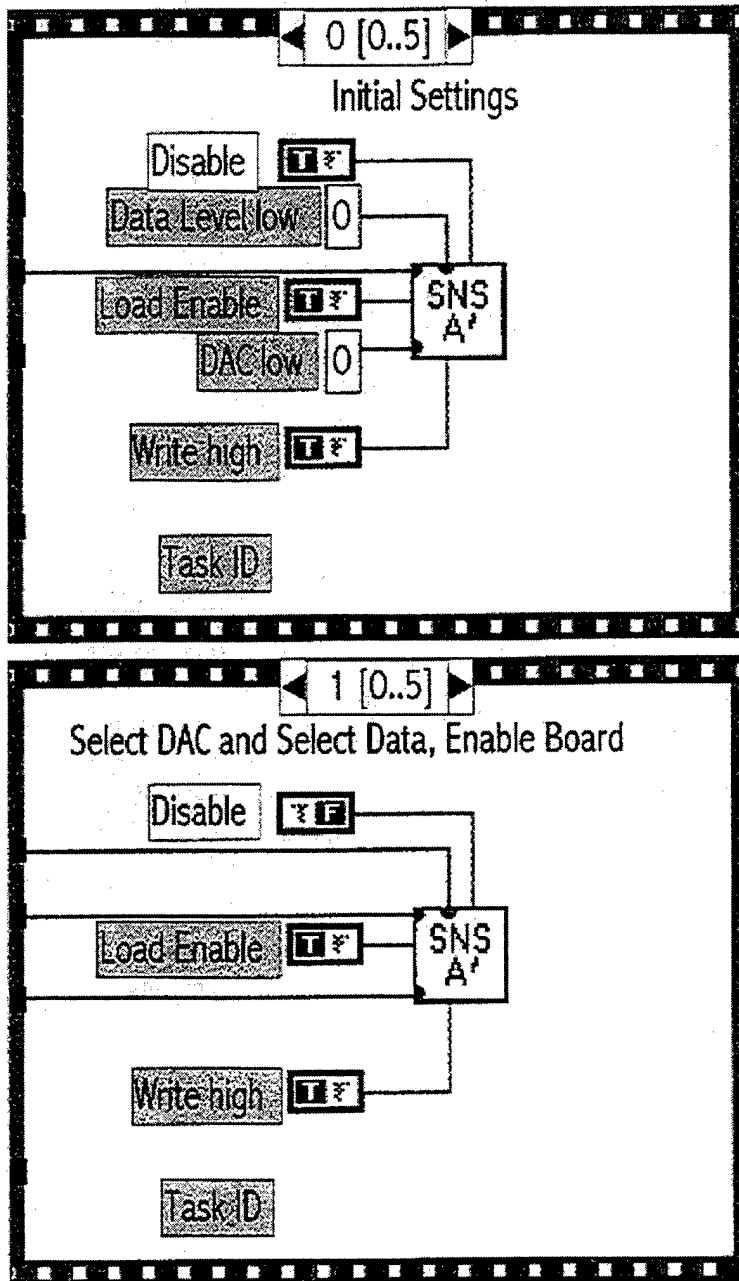 0 [0..5]
Initial Settings
Disable T
Data Level low 0
Load Enable T
SNS
A'
DAC low 0
Write high T
Task ID
1 [0..5]
Select DAC and Select Data, Enable Board
Disable F
Load Enable T
SNS
A'
Write high T
Task ID